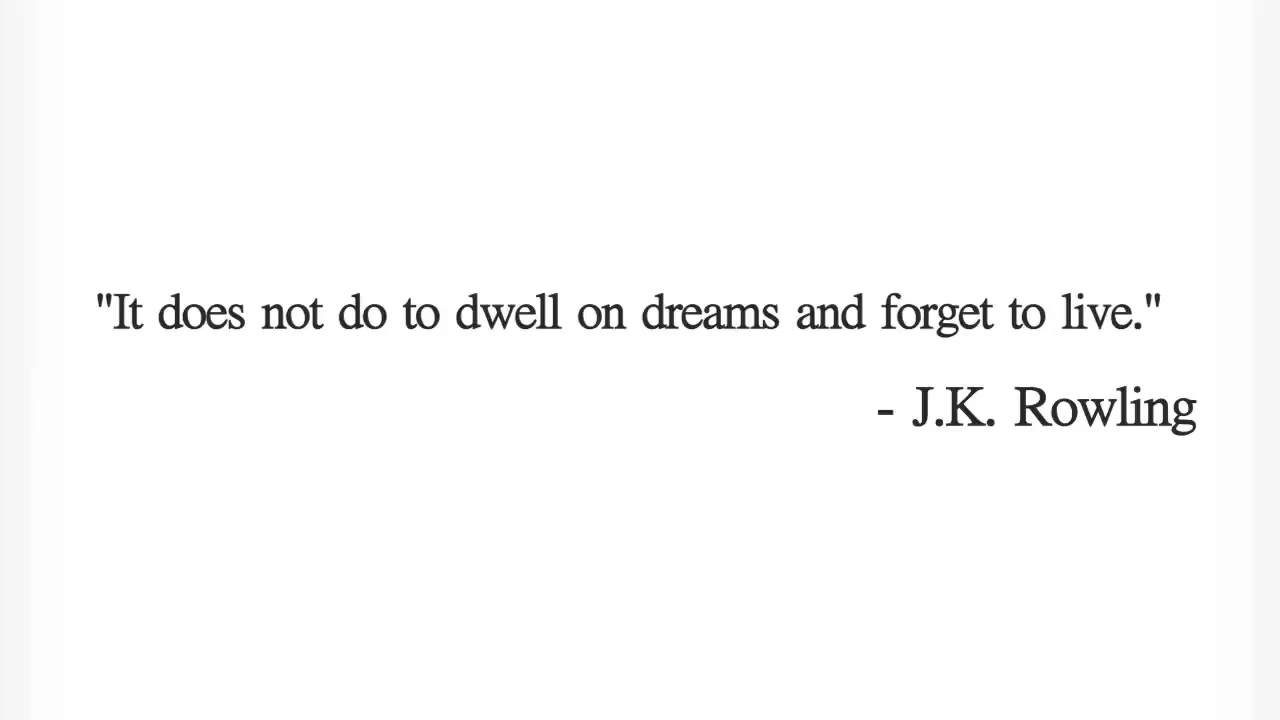 "It does not do to dwell on dreams and forget to live."
- J.K. Rowling